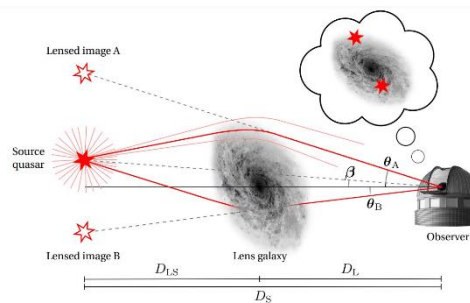 Lensed image A
Source
quasar
θA
β
θB
Observer
Lensed image B
Lens galaxy
DLS
DL
DS